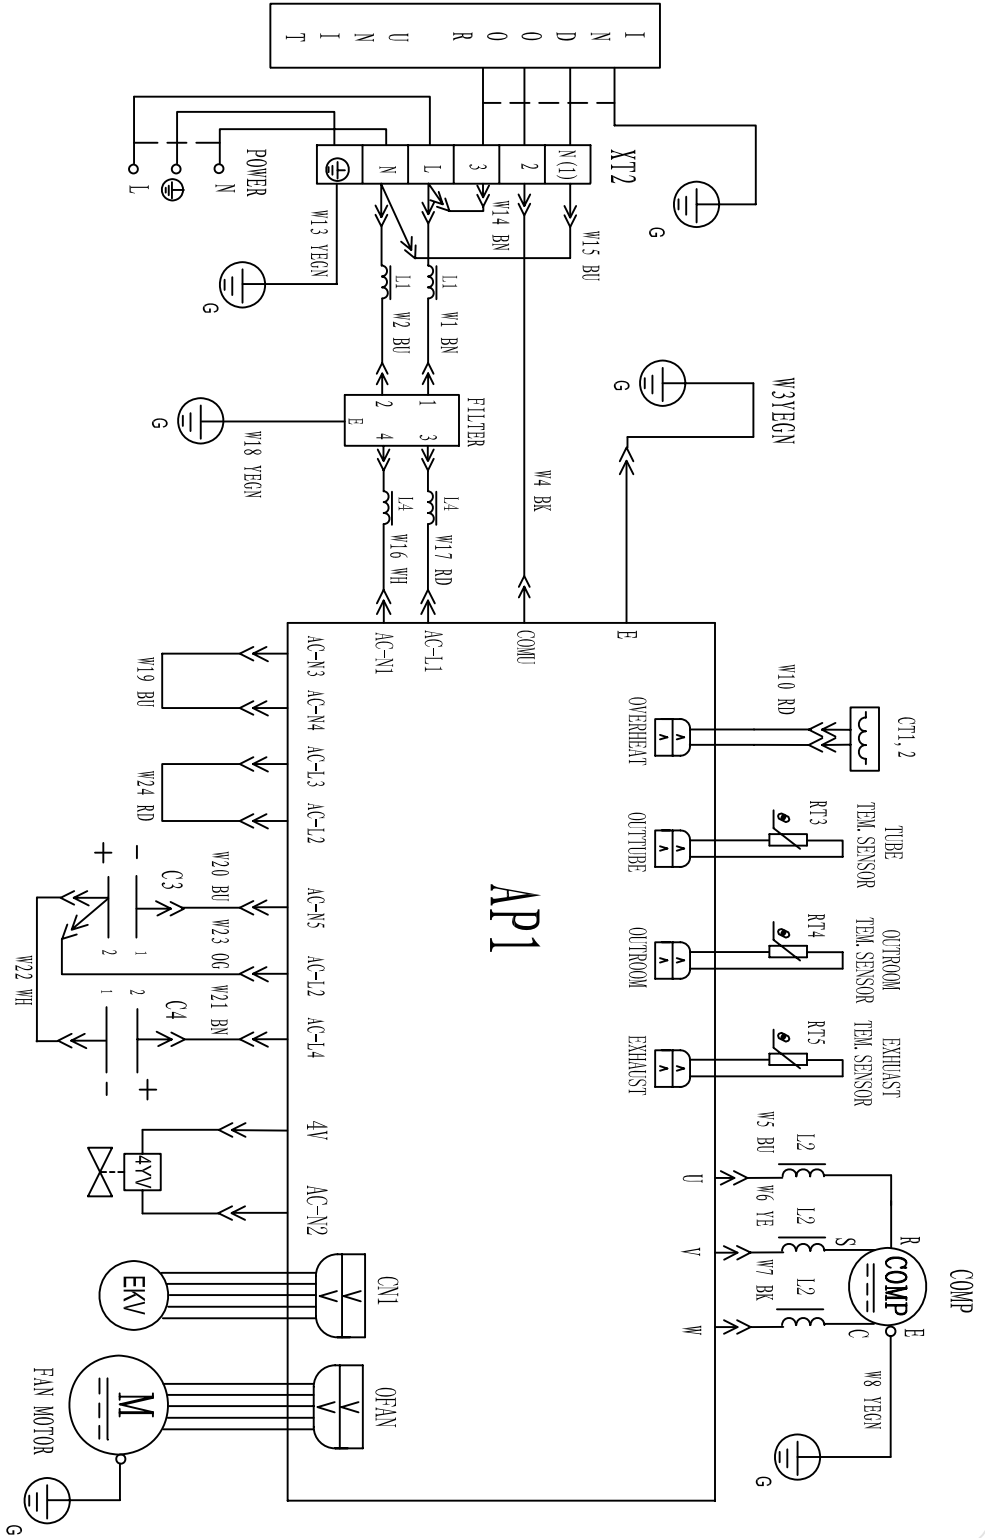 INDOOR UNIT
XT2
N(1)
2
3
L
N
POWER
L
N
G
W15 BU
W14 BN
W13 YEGN
G
L1
L1
W1 BN
W2 BU
W3YEGN
G
FILTER
1
2
3
4
E
W18 YEGN
G
W4 BK
L4
L4
W17 RD
W16 WH
E
COMU
AC-L1
AC-N1
AP1
CT1,2
W10 RD
OVERHEAT
TUBE
TEM. SENSOR
RT3
θ
OUTTUBE
OUTROOM
TEM. SENSOR
RT4
θ
OUTROOM
EXHUAST
TEM. SENSOR
RT5
θ
EXHAUST
COMP
COMP
R
S
C
E
L2
L2
L2
W5 BU
W6 YE
W7 BK
W8 YEGN
G
U
V
W
AC-N3
AC-N4
AC-L3
AC-L2
AC-N5
AC-L2
AC-L4
4V
AC-N2
W19 BU
W24 RD
W20 BU
W23 OG
W21 BN
W22 WH
C3
C4
+
-
1
2
2
1
-
+
4YV
CN1
EKV
OFAN
M
FAN MOTOR
G